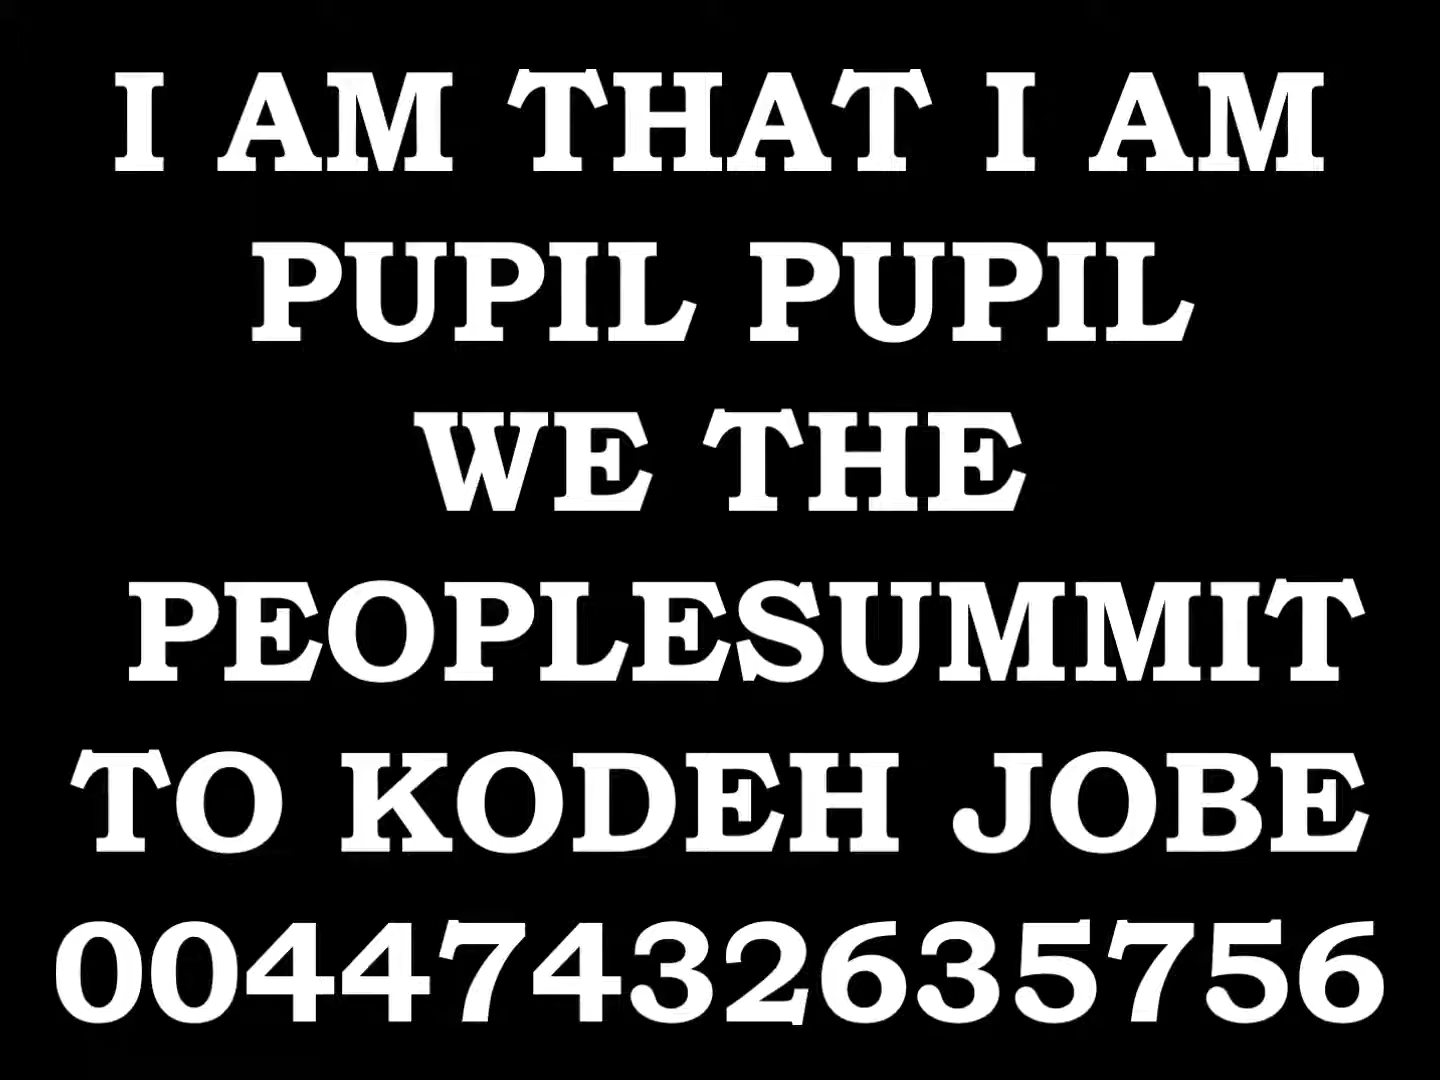 I AM THAT I AM
PUPIL PUPIL
WE THE
PEOPLESUMMIT
TO KODEH JOBE
00447432635756